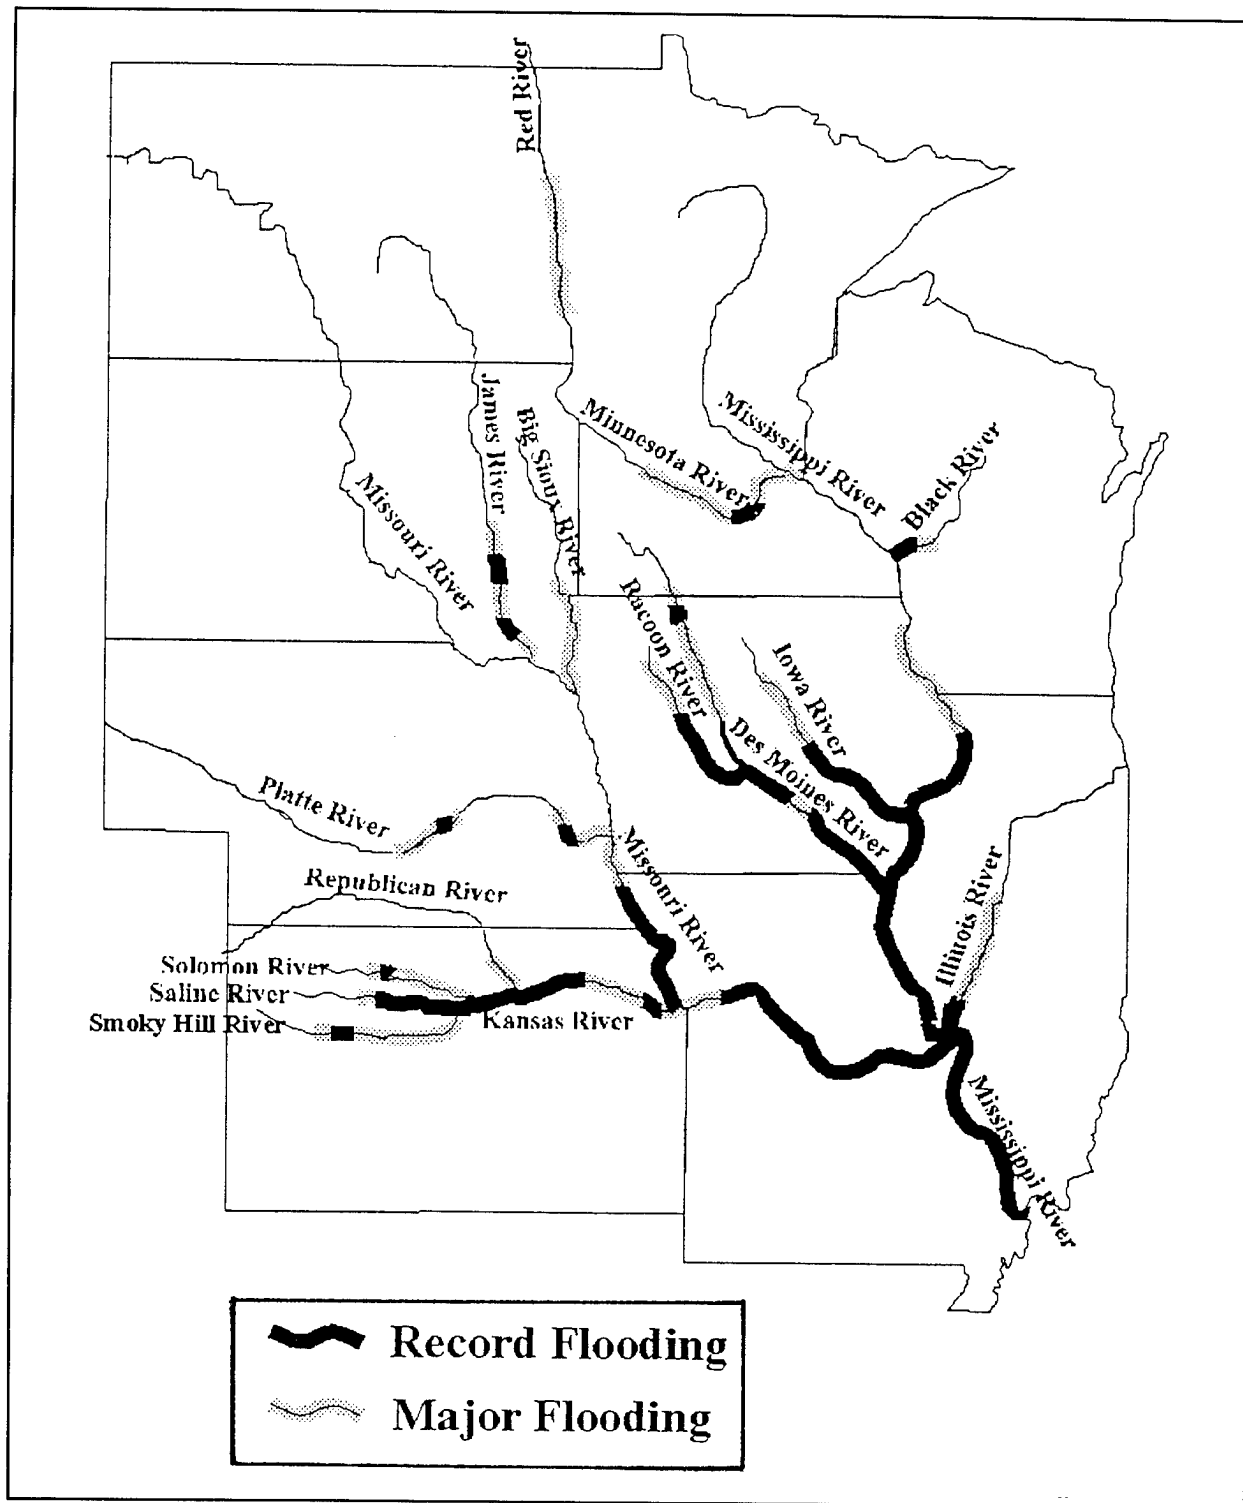 Red River
James River
Big Sioux River
Minnesota River
Mississippi River
Black River
Missouri River
Racoon River
Iowa River
Des Moines River
Platte River
Missouri River
Republican River
Illinois River
Solomon River
Saline River
Smoky Hill River
Kansas River
Mississippi River
Record Flooding
Major Flooding